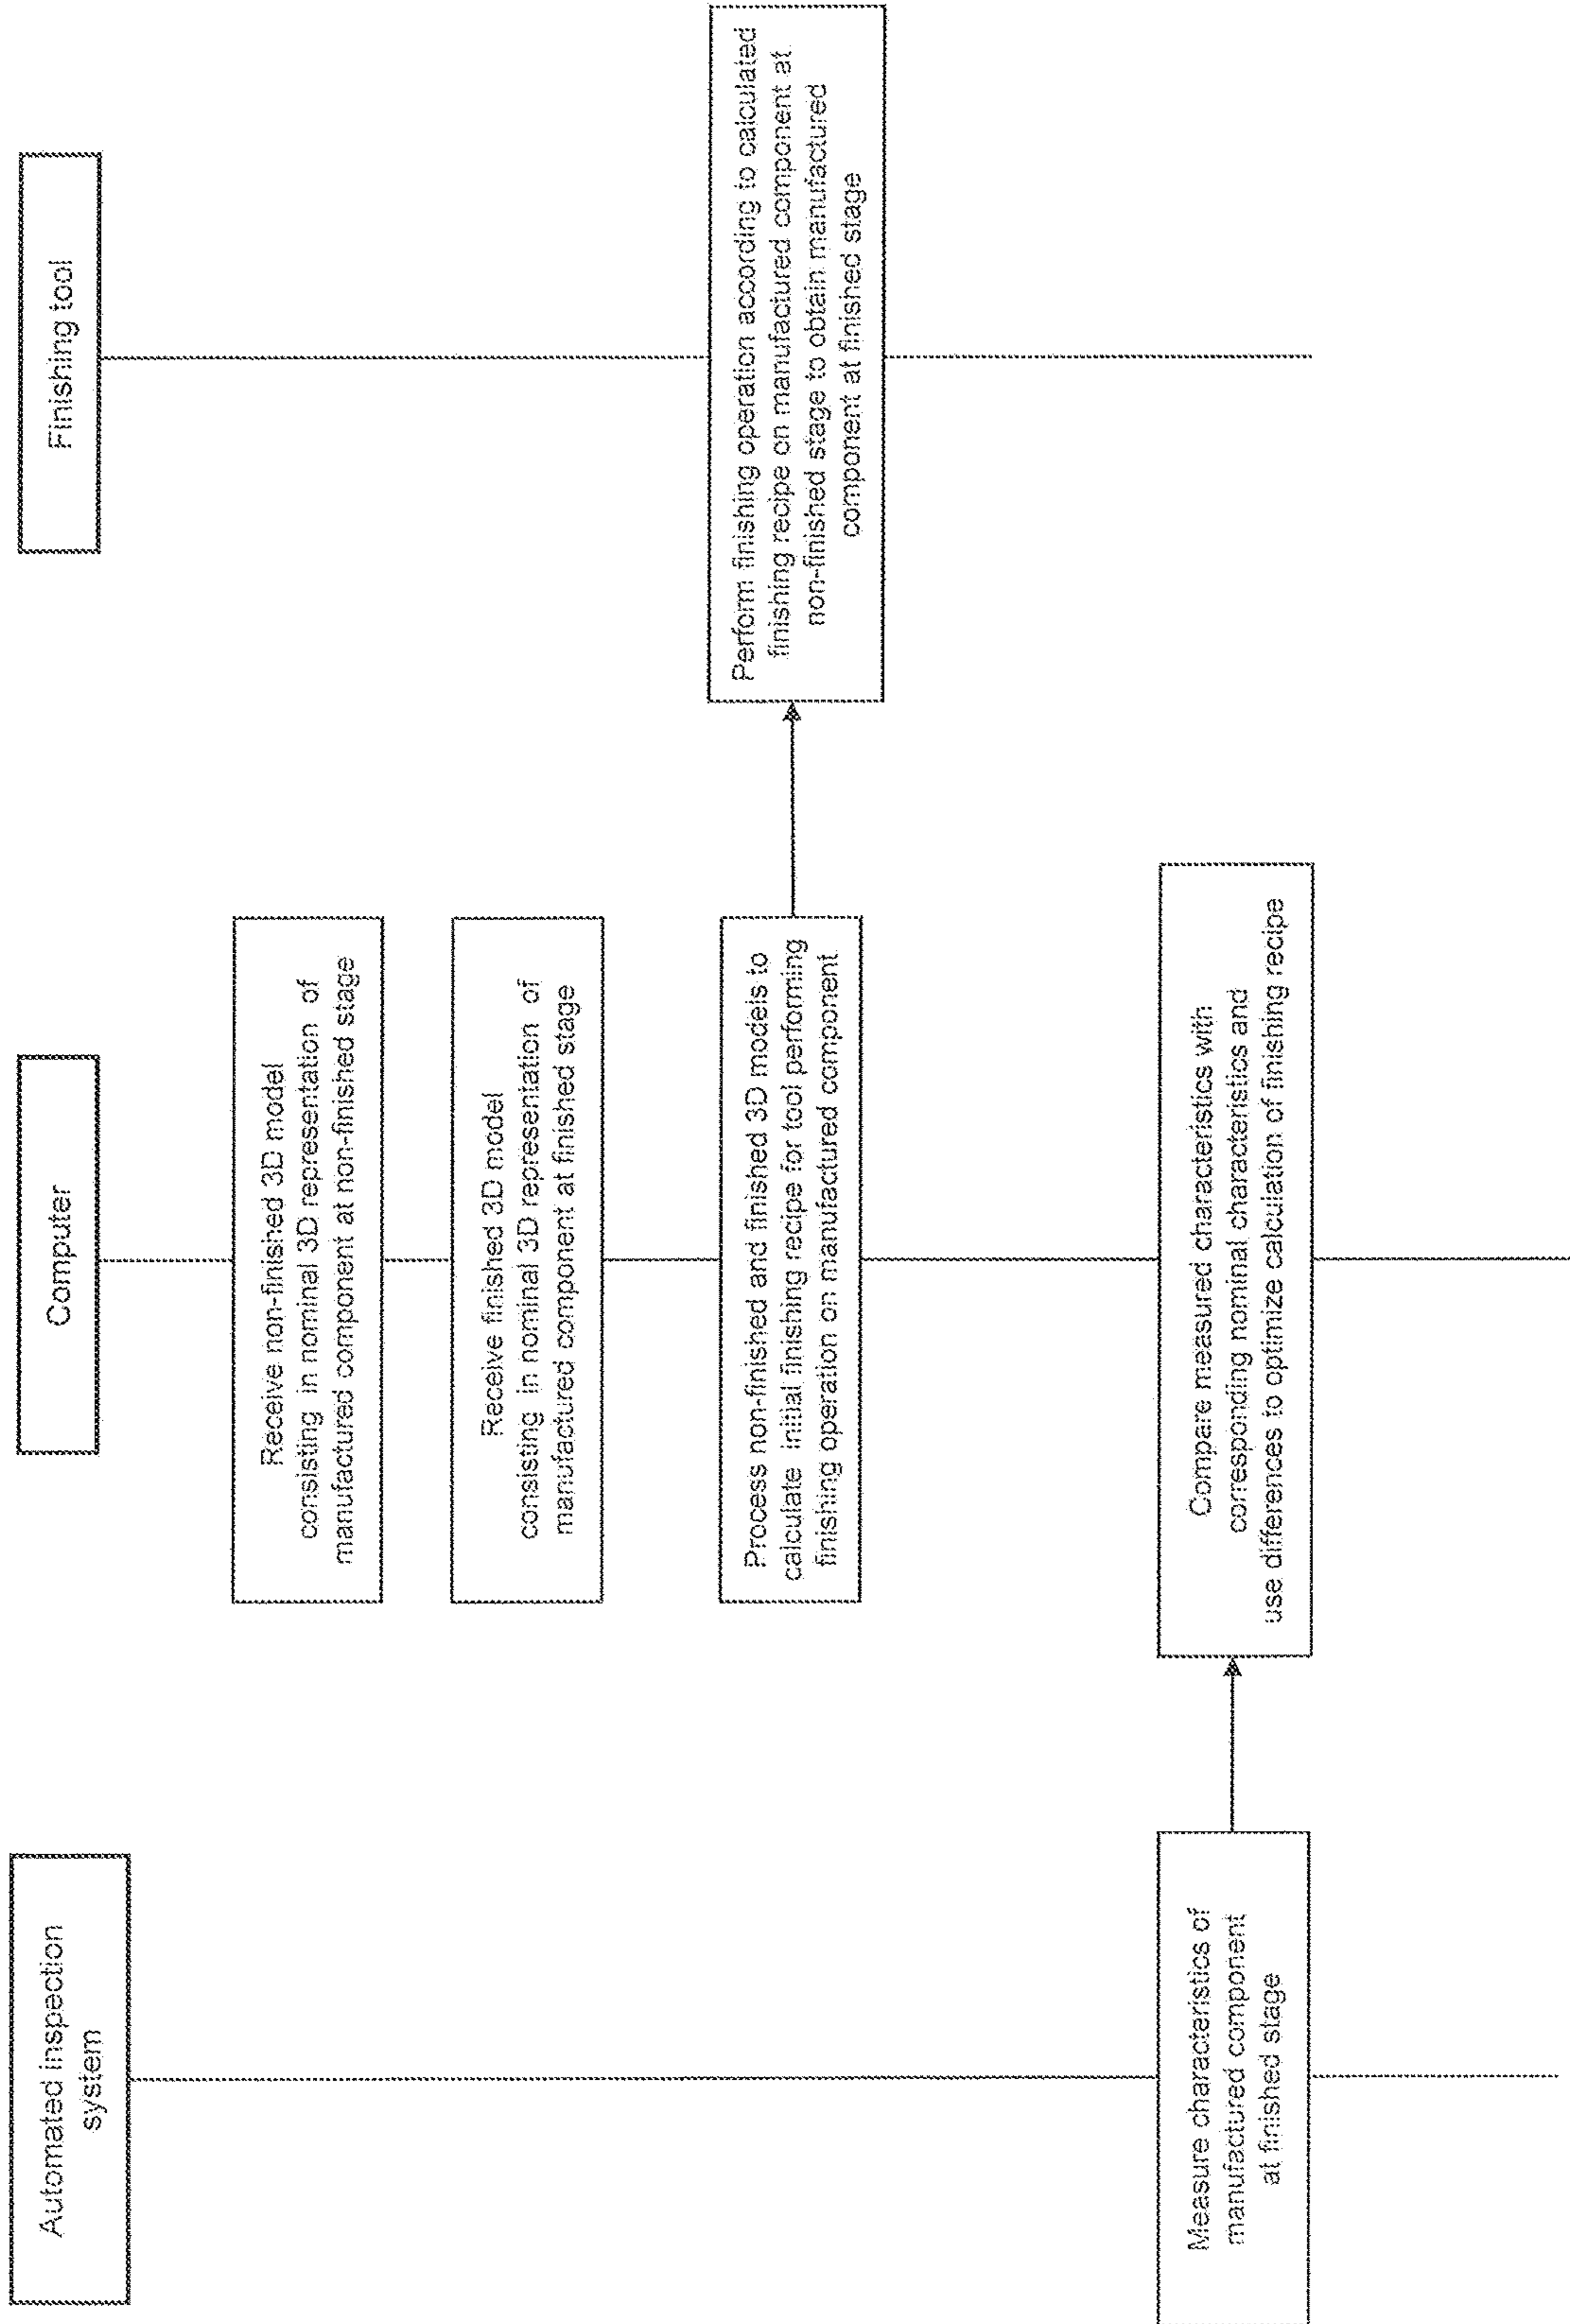 Automated inspection
system
Computer
Finishing tool
Receive non-finished 3D model
consisting in nominal 3D representation of
manufactured component at non-finished stage
Receive finished 3D model
consisting in nominal 3D representation of
manufactured component at finished stage
Process non-finished and finished 3D models to
calculate initial finishing recipe for tool performing
finishing operation on manufactured component
Perform finishing operation according to calculated
finishing recipe on manufactured component at
non-finished stage to obtain manufactured
component at finished stage
Measure characteristics of
manufactured component
at finished stage
Compare measured characteristics with
corresponding nominal characteristics and
use differences to optimize calculation of finishing recipe